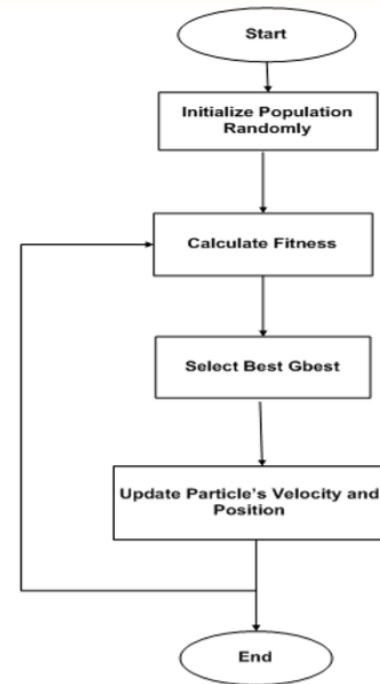 Start
Initialize Population
Randomly
Calculate Fitness
Select Best Gbest
Update Particle's Velocity and
Position
End